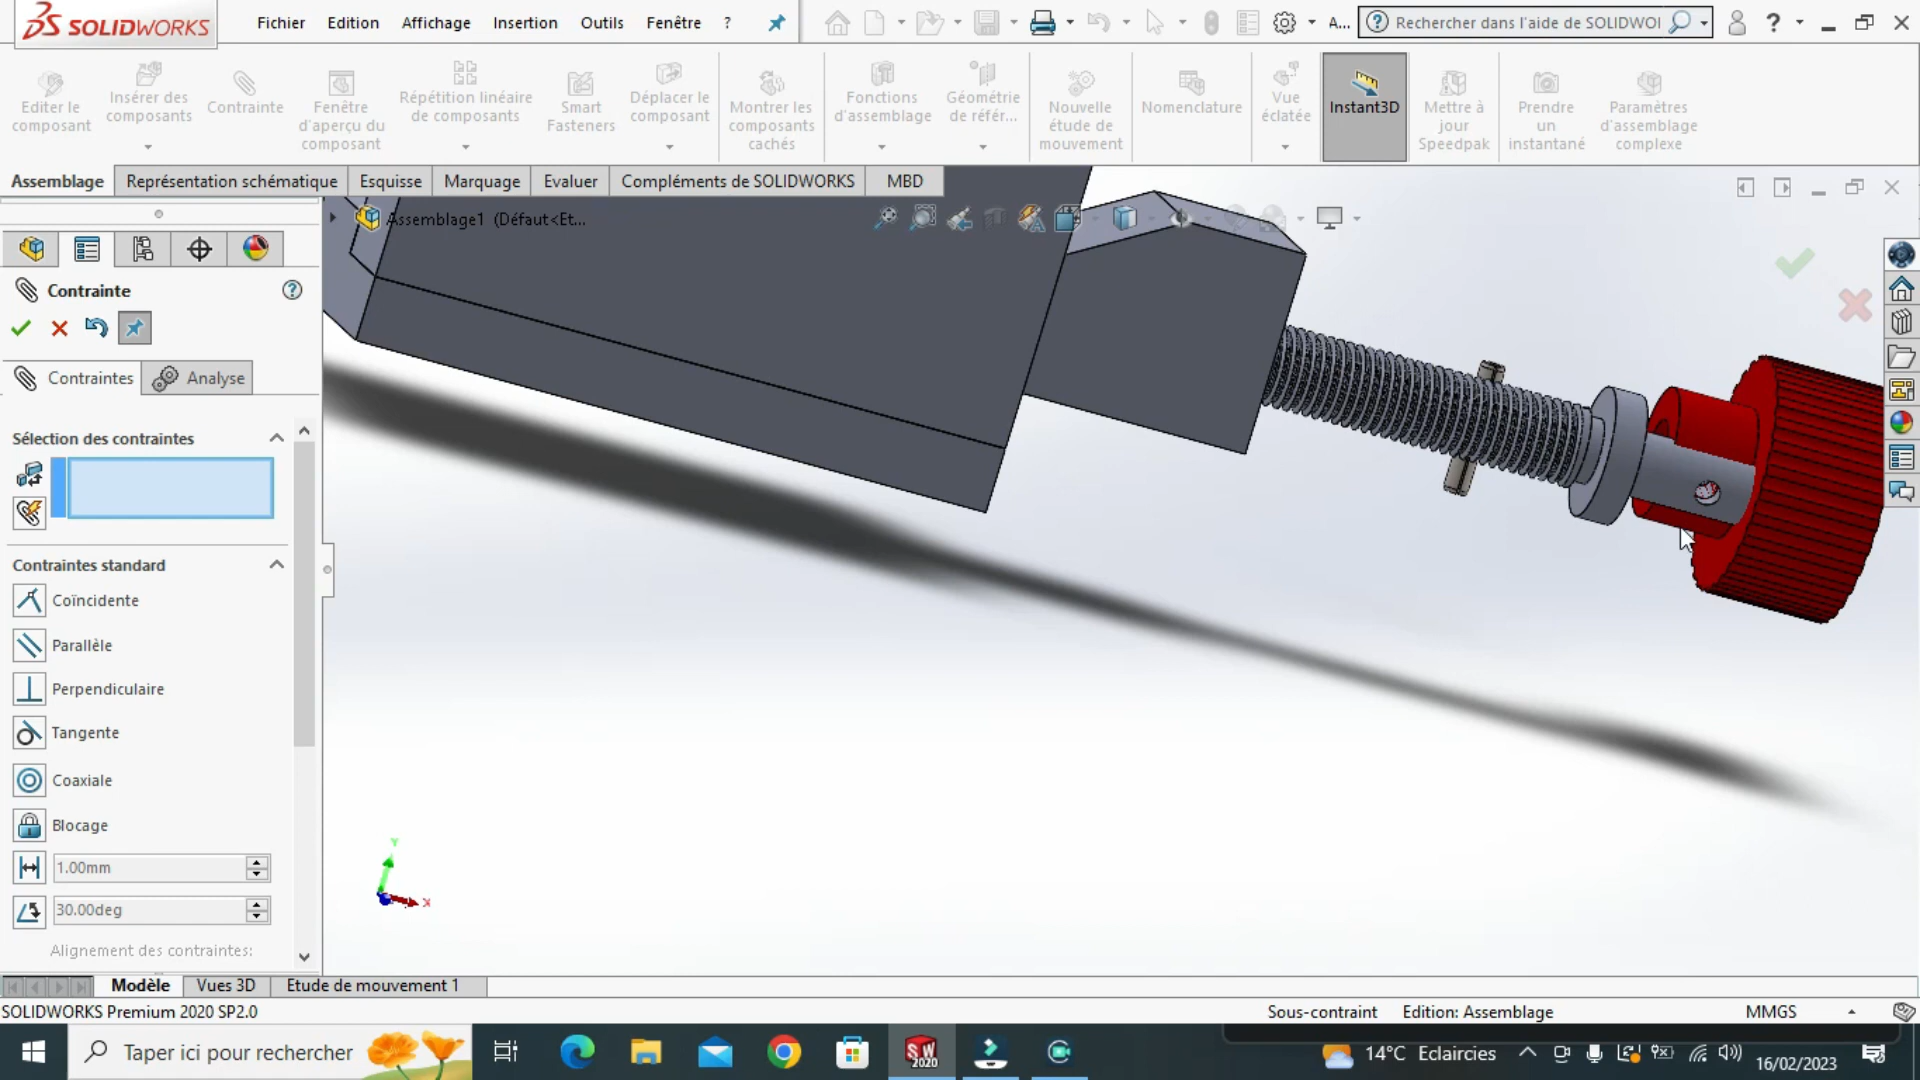 SOLIDWORKS
Fichier Edition Affichage Insertion Outils Fenêtre ?
A...
Rechercher dans l'aide de SOLIDWOI
?
Editer le composant
Insérer des composants
Contrainte
Fenêtre d'aperçu du composant
Répétition linéaire de composants
Smart Fasteners
Déplacer le composant
Montrer les composants cachés
Fonctions d'assemblage
Géométrie de référ...
Nouvelle étude de mouvement
Nomenclature
Vue éclatée
Instant3D
Mettre à jour Speedpak
Prendre un instantané
Paramètres d'assemblage complexe
Assemblage Représentation schématique Esquisse Marquage Evaluer Compléments de SOLIDWORKS MBD
Assemblage1 (Défaut<Et...
Contrainte
Contraintes Analyse
Sélection des contraintes
Contraintes standard
Coïncidente
Parallèle
Perpendiculaire
Tangente
Coaxiale
Blocage
1.00mm
30.00deg
Alignement des contraintes:
Y
X
Modèle Vues 3D Etude de mouvement 1
SOLIDWORKS Premium 2020 SP2.0
Sous-contraint Edition: Assemblage MMGS
Taper ici pour rechercher
SW 2020
14°C Eclaircies
16/02/2023